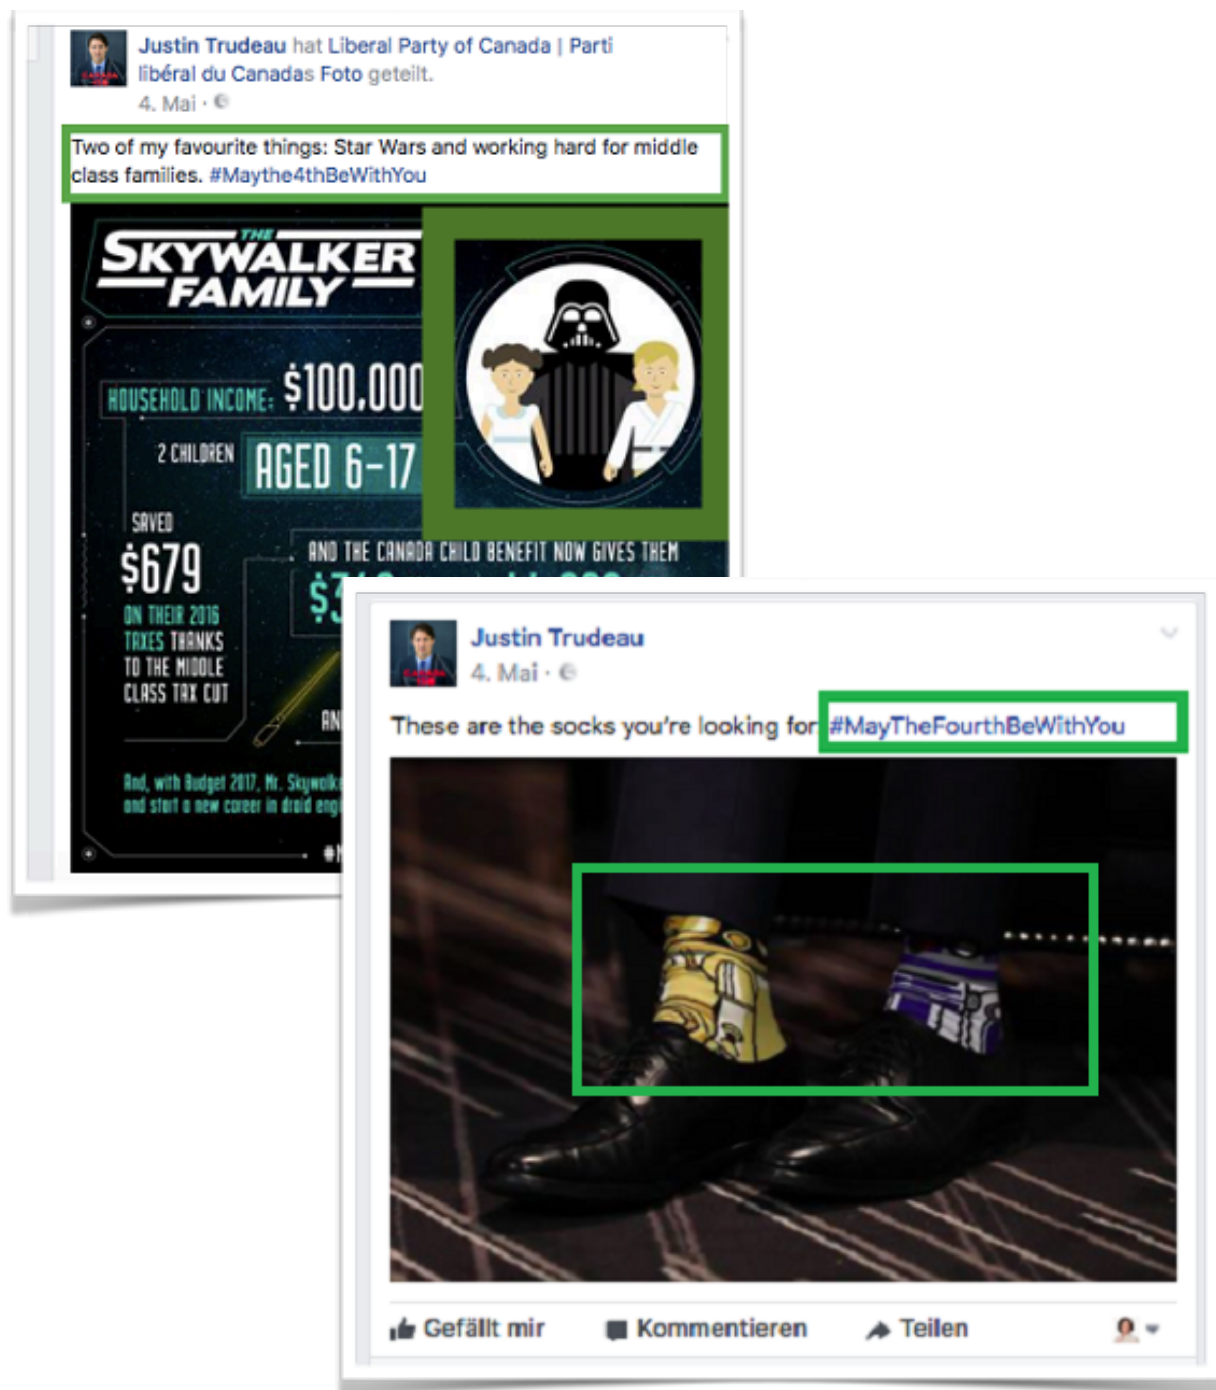 Justin Trudeau hat Liberal Party of Canada | Parti
libéral du Canadas Foto geteilt.
4. Mai ·
Two of my favourite things: Star Wars and working hard for middle
class families. #Maythe4thBeWithYou
THE
SKYWALKER
FAMILY
HOUSEHOLD INCOME: $100,000
2 CHILDREN AGED 6-17
SAVED
$679
ON THEIR 2016
TAXES THANKS
TO THE MIDDLE
CLASS TAX CUT
AND THE CANADA CHILD BENEFIT NOW GIVES THEM
And, with Budget 2017, Mr.
and start a new career in droid
Justin Trudeau
4. Mai ·
These are the socks you're looking for #MayTheFourthBeWithYou
Gefällt mir Kommentieren Teilen